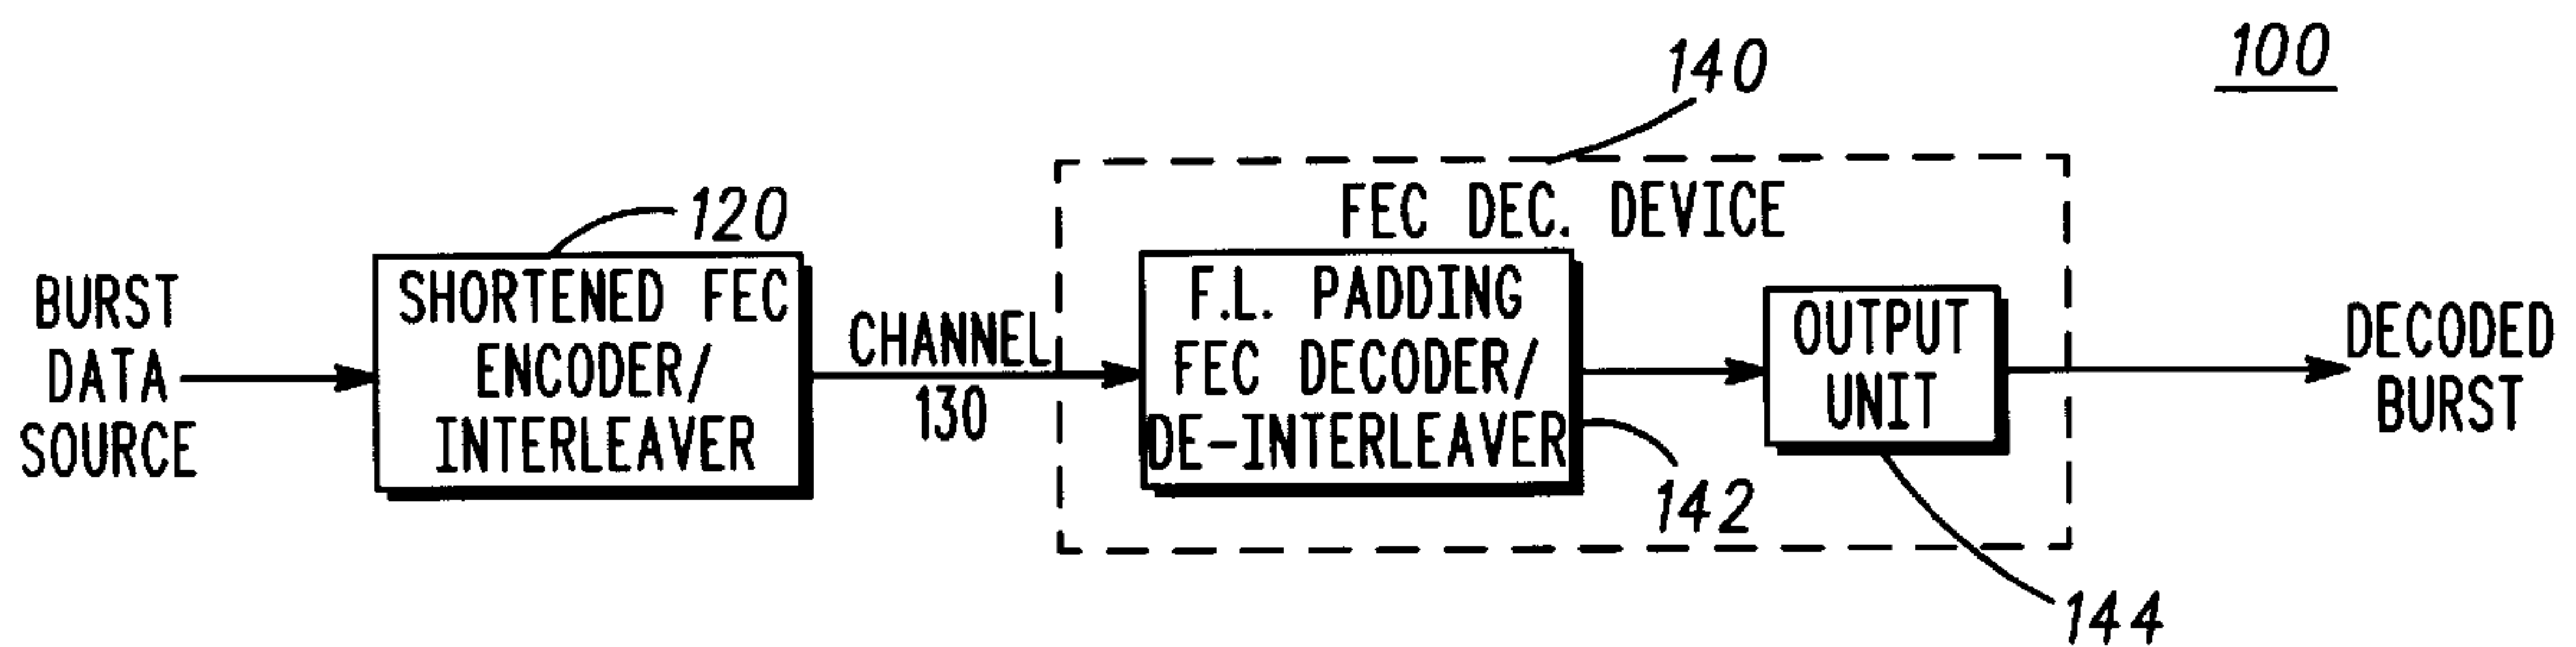 100
140
FEC DEC. DEVICE
120
BURST
DATA
SOURCE
SHORTENED FEC
ENCODER/
INTERLEAVER
CHANNEL
130
F.L. PADDING
FEC DECODER/
DE-INTERLEAVER
142
OUTPUT
UNIT
144
DECODED
BURST